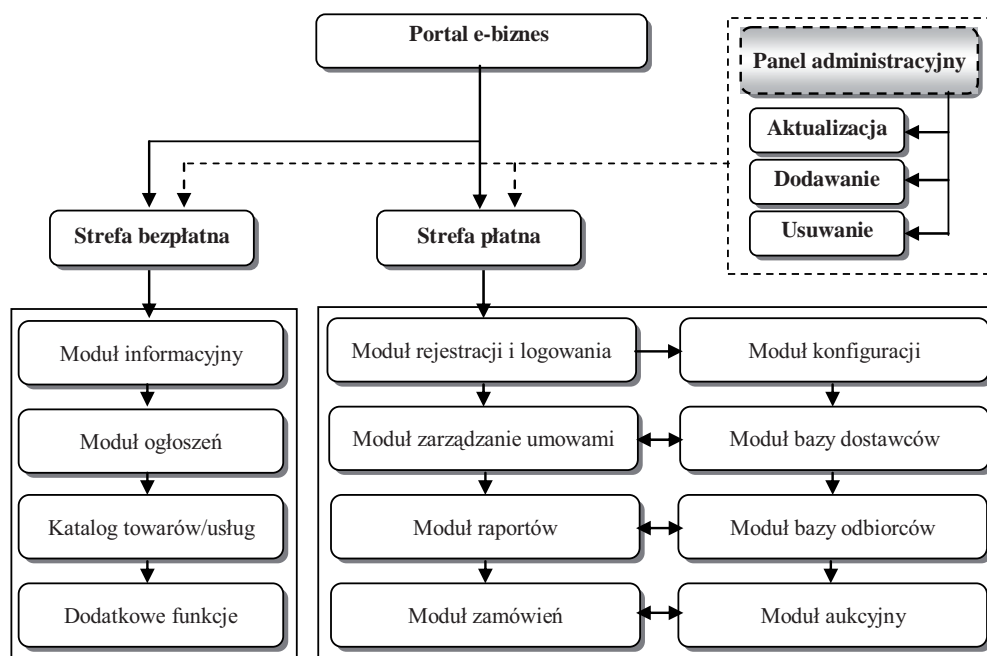 Portal e-biznes
Panel administracyjny
Aktualizacja
Dodawanie
Usuwanie
Strefa bezpłatna
Strefa płatna
Moduł informacyjny
Moduł ogłoszeń
Katalog towarów/usług
Dodatkowe funkcje
Moduł rejestracji i logowania
Moduł konfiguracji
Moduł zarządzanie umowami
Moduł bazy dostawców
Moduł raportów
Moduł bazy odbiorców
Moduł zamówień
Moduł aukcyjny